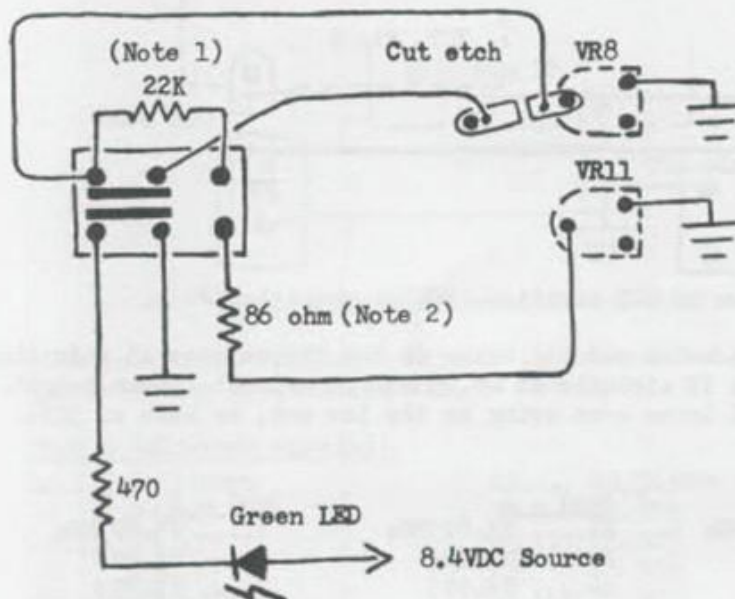 (Note 1)
22K
Cut etch
VR8
VR11
86 ohm (Note 2)
470
Green LED
8.4VDC Source